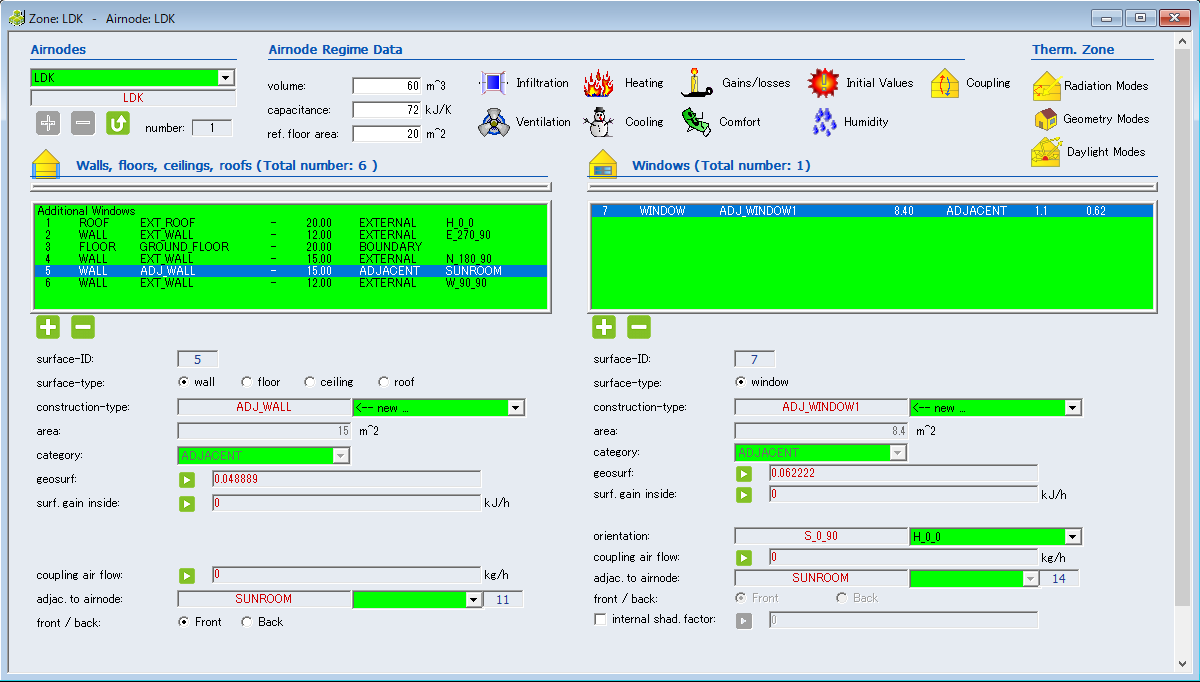 Zone: LDK - Airnode: LDK
Airnodes
LDK
LDK
number: 1
Airnode Regime Data
volume: 60 m^3
capacitance: 72 kJ/K
ref. floor area: 20 m^2
Infiltration
Heating
Gains/losses
Initial Values
Coupling
Ventilation
Cooling
Comfort
Humidity
Therm. Zone
Radiation Modes
Geometry Modes
Daylight Modes
Walls, floors, ceilings, roofs (Total number: 6 )
Additional Windows
1 ROOF EXT_ROOF - 20.00 EXTERNAL H_0_0
2 WALL EXT_WALL - 12.00 EXTERNAL E_270_90
3 FLOOR GROUND_FLOOR - 20.00 BOUNDARY
4 WALL EXT_WALL - 15.00 EXTERNAL N_180_90
5 WALL ADJ_WALL - 15.00 ADJACENT SUNROOM
6 WALL EXT_WALL - 12.00 EXTERNAL W_90_90
surface-ID: 5
surface-type: wall floor ceiling roof
construction-type: ADJ_WALL <-- new ...
area: 15 m^2
category: ADJACENT
geosurf: 0.048889
surf. gain inside: 0 kJ/h
coupling air flow: 0 kg/h
adjac. to airnode: SUNROOM 11
front / back: Front Back
Windows (Total number: 1)
7 WINDOW ADJ_WINDOW1 8.40 ADJACENT 1.1 0.62
surface-ID: 7
surface-type: window
construction-type: ADJ_WINDOW1 <-- new ...
area: 8.4 m^2
category: ADJACENT
geosurf: 0.062222
surf. gain inside: 0 kJ/h
orientation: S_0_90 H_0_0
coupling air flow: 0 kg/h
adjac. to airnode: SUNROOM 14
front / back: Front Back
internal shad. factor: 0